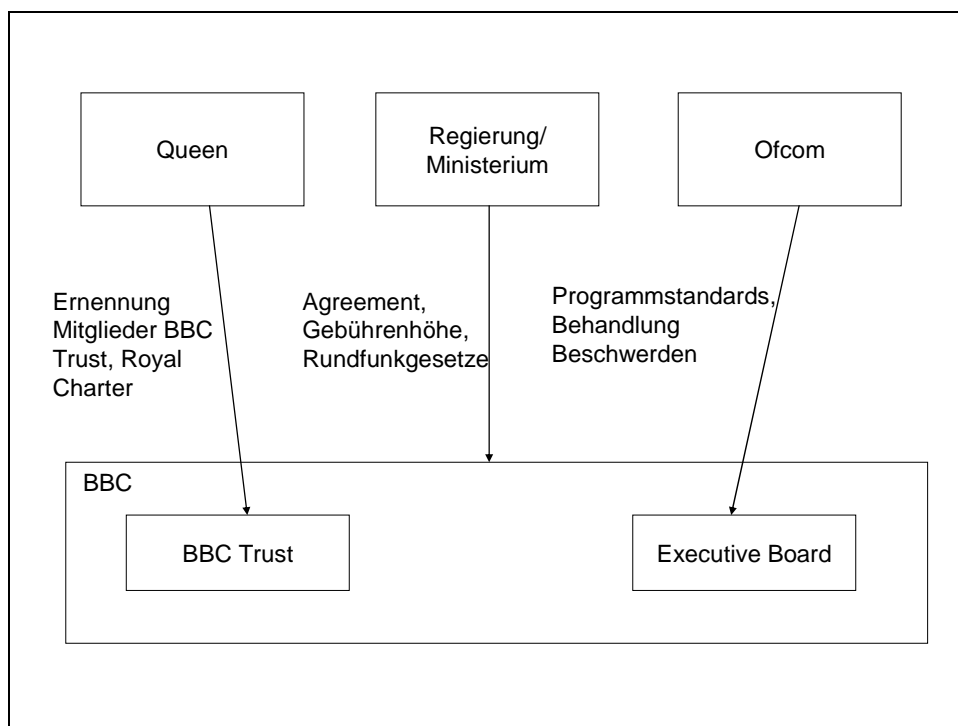 Queen
Regierung/
Ministerium
Ofcom
Ernennung
Mitglieder BBC
Trust, Royal
Charter
Agreement,
Gebührenhöhe,
Rundfunkgesetze
Programmstandards,
Behandlung
Beschwerden
BBC
BBC Trust
Executive Board